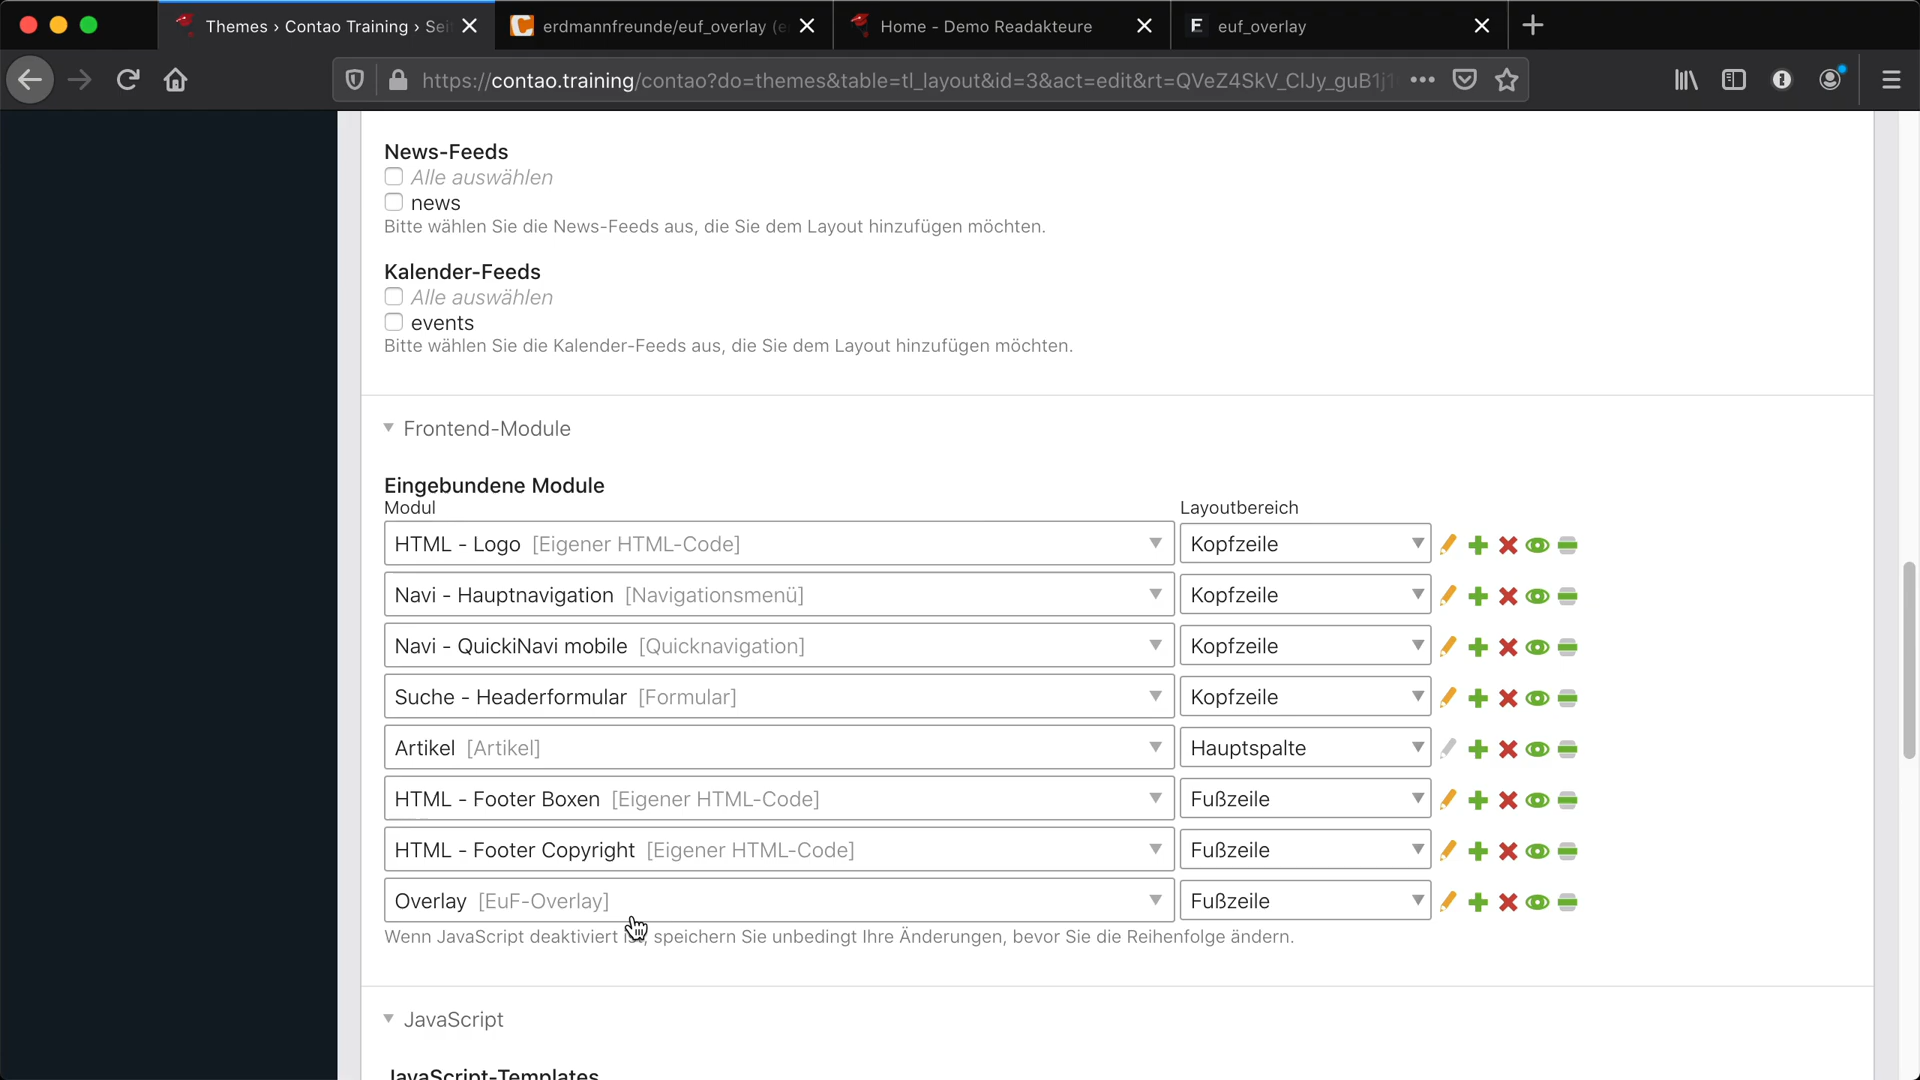 Themes › Contao Training › Sei
erdmannfreunde/euf_overlay (e
Home - Demo Readakteure
E euf_overlay
https://contao.training/contao?do=themes&table=tl_layout&id=3&act=edit&rt=QVeZ4SkV_ClJy_guB1j1
News-Feeds
Alle auswählen
news
Bitte wählen Sie die News-Feeds aus, die Sie dem Layout hinzufügen möchten.
Kalender-Feeds
Alle auswählen
events
Bitte wählen Sie die Kalender-Feeds aus, die Sie dem Layout hinzufügen möchten.
Frontend-Module
Eingebundene Module
Modul Layoutbereich
HTML - Logo [Eigener HTML-Code] Kopfzeile
Navi - Hauptnavigation [Navigationsmenü] Kopfzeile
Navi - QuickiNavi mobile [Quicknavigation] Kopfzeile
Suche - Headerformular [Formular] Kopfzeile
Artikel [Artikel] Hauptspalte
HTML - Footer Boxen [Eigener HTML-Code] Fußzeile
HTML - Footer Copyright [Eigener HTML-Code] Fußzeile
Overlay [EuF-Overlay] Fußzeile
Wenn JavaScript deaktiviert ist, speichern Sie unbedingt Ihre Änderungen, bevor Sie die Reihenfolge ändern.
JavaScript
JavaScript-Templates